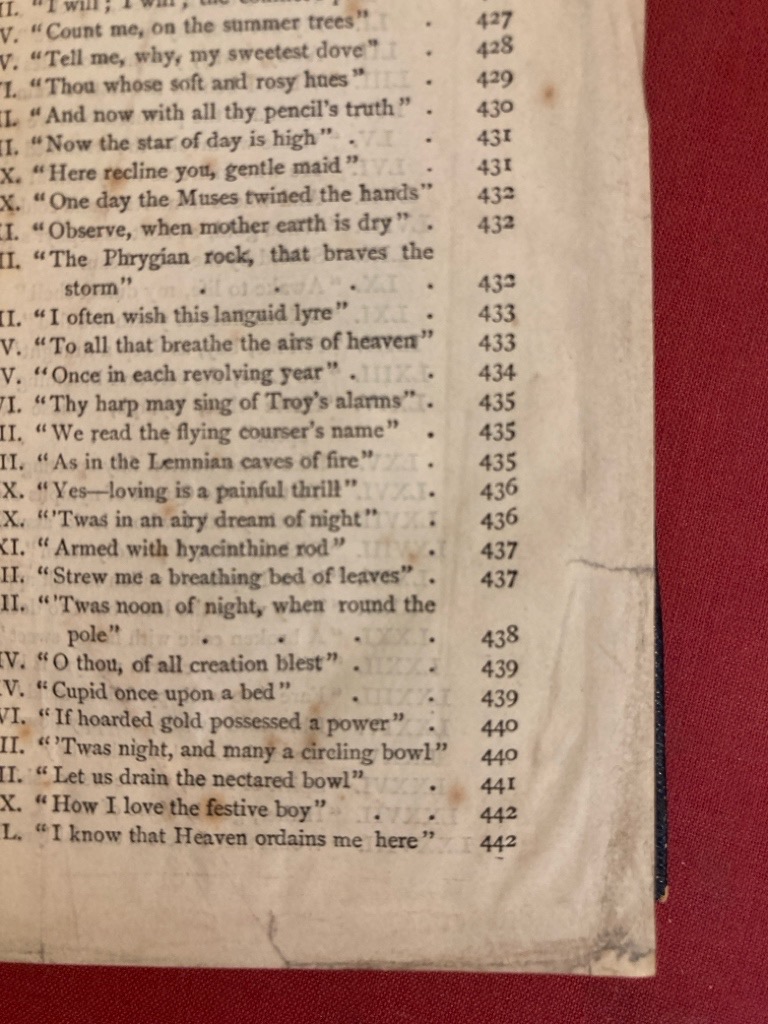 II. "I will; I will, the
V. "Count me, on the summer trees" . 427
V. "Tell me, why, my sweetest dove" . 428
I. "Thou whose soft and rosy hues" . 429
II. "And now with all thy pencil's truth" . 430
II. "Now the star of day is high" . . 431
X. "Here recline you, gentle maid" . 431
X. "One day the Muses twined the hands" 432
I. "Observe, when mother earth is dry" . 432
II. "The Phrygian rock, that braves the
storm" . . . . 432
II. "I often wish this languid lyre" . 433
V. "To all that breathe the airs of heaven" 433
V. "Once in each revolving year" . . 434
VI. "Thy harp may sing of Troy's alarms" . 435
II. "We read the flying courser's name" . 435
II. "As in the Lemnian caves of fire" . 435
X. "Yes—loving is a painful thrill" . 436
X. "'Twas in an airy dream of night" . 436
XI. "Armed with hyacinthine rod" . 437
II. "Strew me a breathing bed of leaves" . 437
II. "'Twas noon of night, when round the
pole" . . . . 438
IV. "O thou, of all creation blest" . . 439
V. "Cupid once upon a bed" . . 439
VI. "If hoarded gold possessed a power" . 440
II. "'Twas night, and many a circling bowl" 440
II. "Let us drain the nectared bowl" . 441
X. "How I love the festive boy" . . 442
L. "I know that Heaven ordains me here" 442